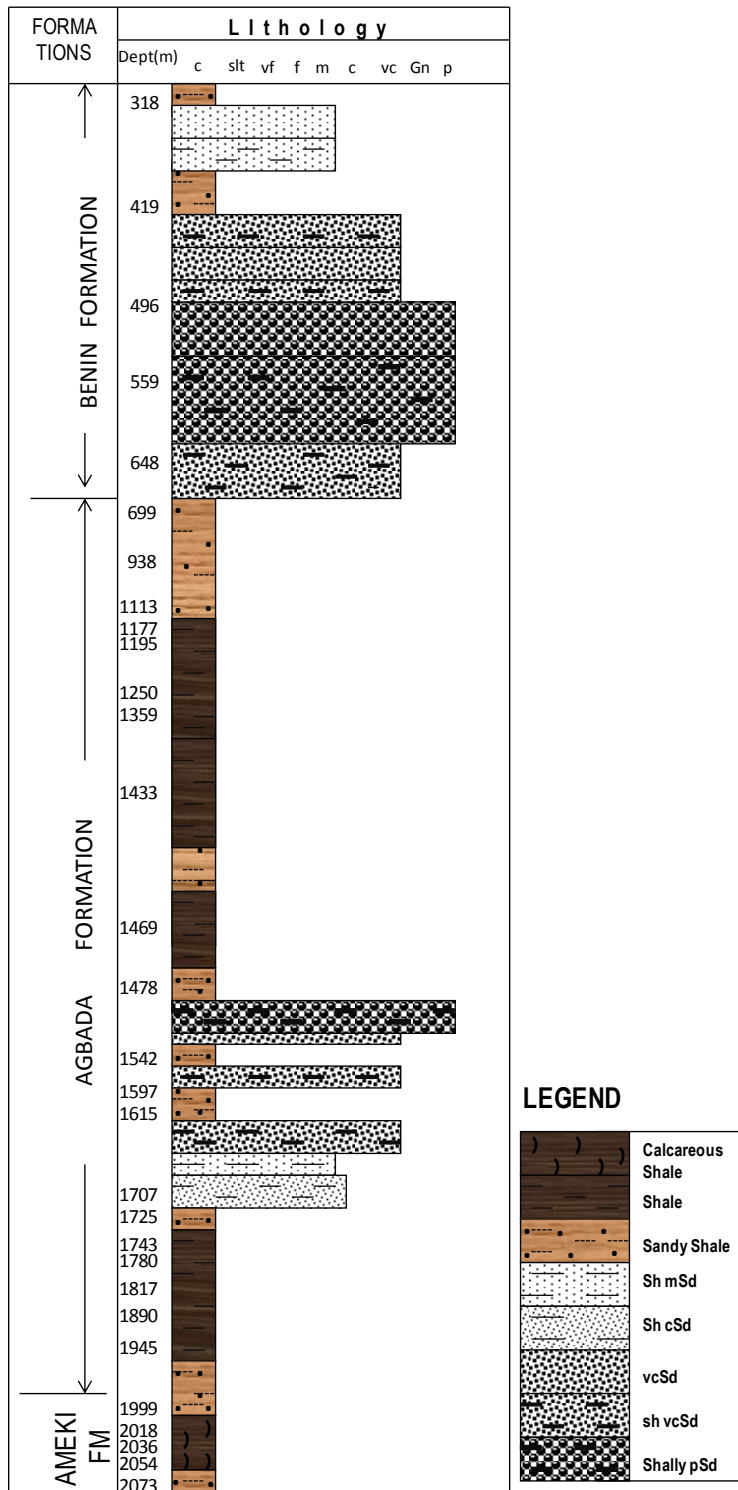 FORMA
TIONS
LIthology
Dept(m) c slt vf f m c vc Gn p
BENIN FORMATION
318
419
496
559
648
AGBADA FORMATION
699
938
1113
1177
1195
1250
1359
1433
1469
1478
1542
1597
1615
1707
1725
1743
1780
1817
1890
1945
AMEKI
FM
1999
2018
2036
2054
2073
LEGEND
Calcareous
Shale
Shale
Sandy Shale
Sh mSd
Sh cSd
vcSd
sh vcSd
Shally pSd